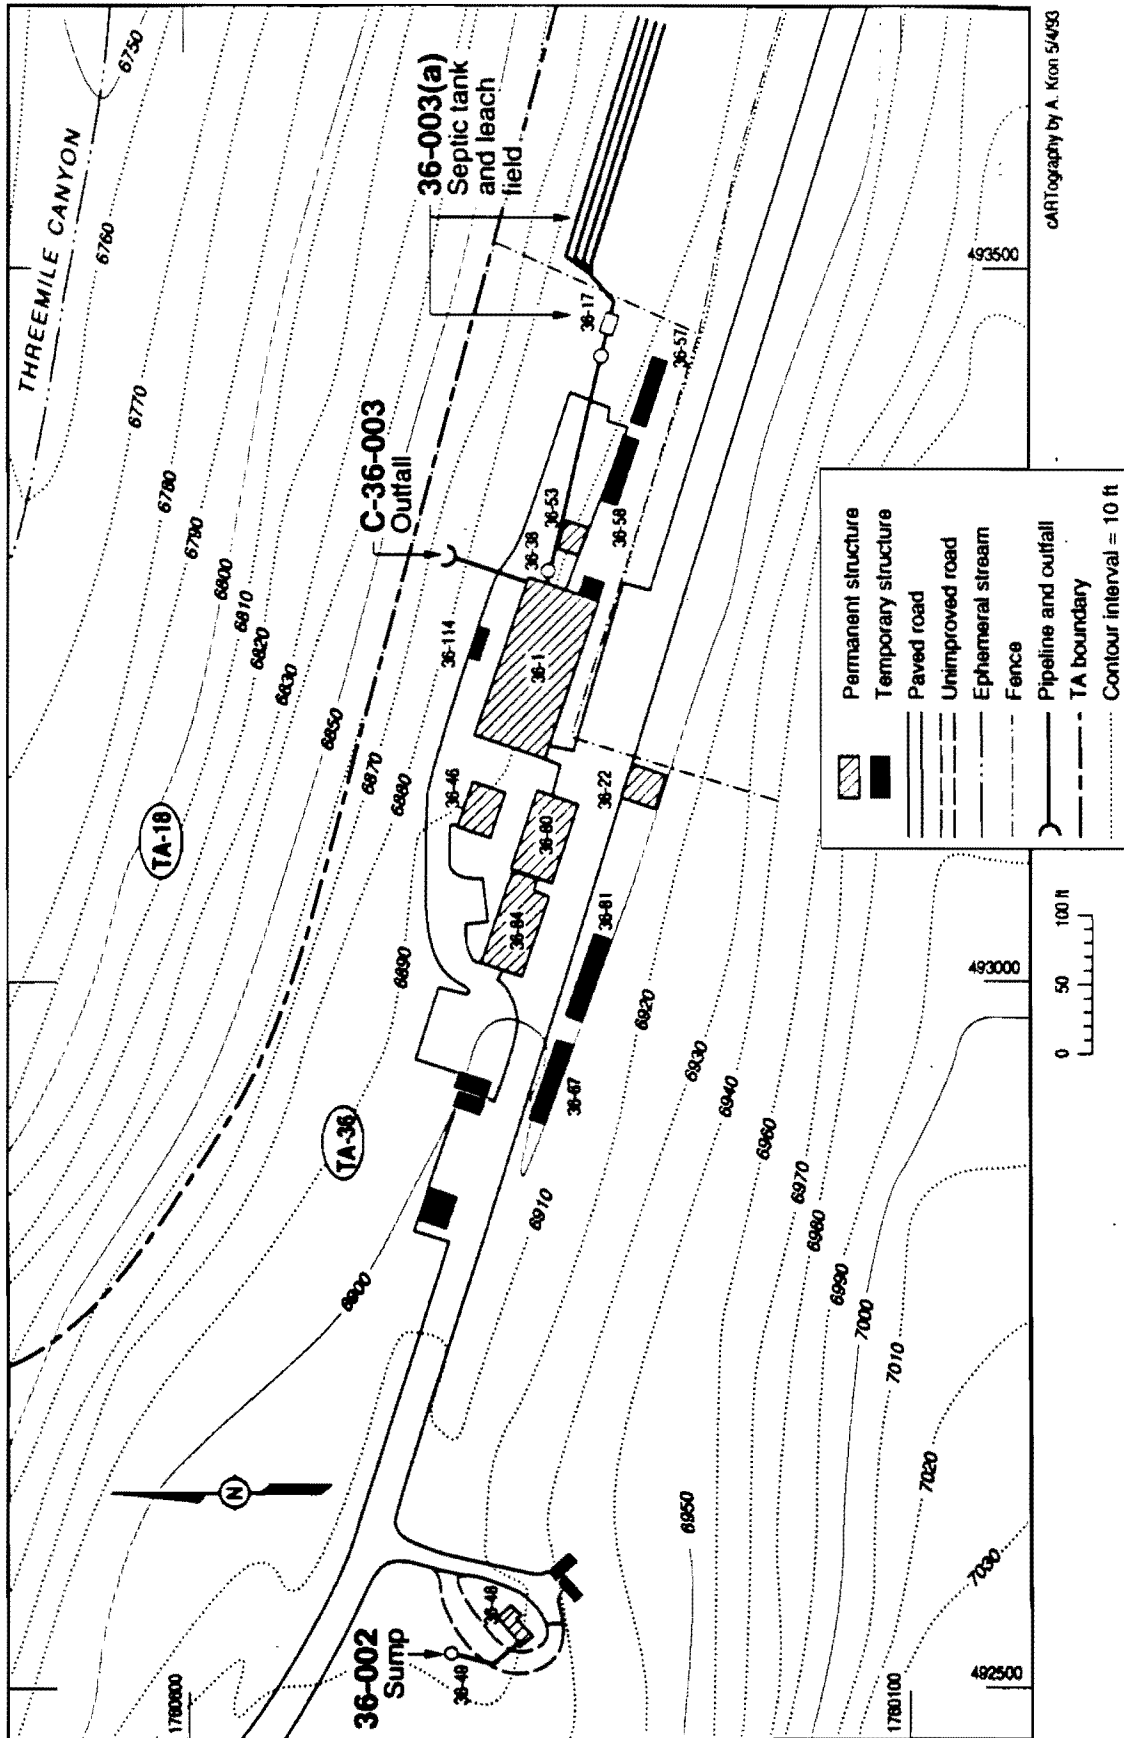 THREEMILE CANYON
6750
6760
6770
6780
6790
6800
6810
6820
6830
6850
6870
6880
6890
6900
TA-18
TA-36
36-003(a)
Septic tank
and leach
field
C-36-003
Outfall
36-17
36-57
36-53
36-38
36-58
36-114
36-1
36-46
36-80
36-22
36-84
36-81
36-67
6910
6920
6930
6940
6960
6970
6980
6990
7000
7010
7020
7030
6950
N
36-002
Sump
36-48
36-49
1780600
1780100
492500
493000
493500
Permanent structure
Temporary structure
Paved road
Unimproved road
Ephemeral stream
Fence
Pipeline and outfall
TA boundary
Contour interval = 10 ft
0 50 100 ft
cARTography by A. Kron 5/4/93